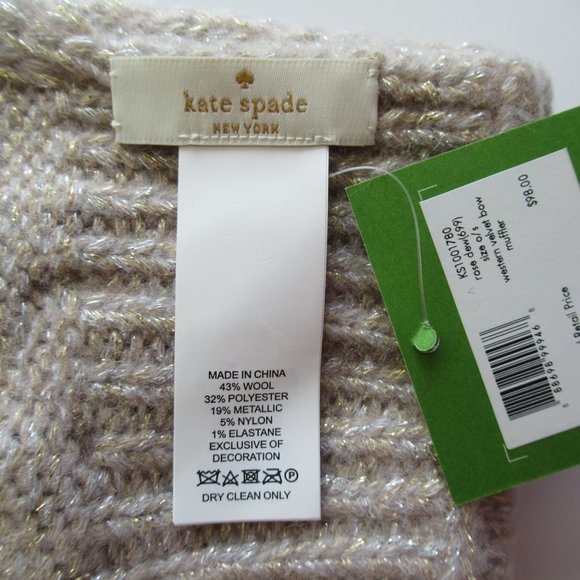 kate spade
NEW YORK
MADE IN CHINA
43% WOOL
32% POLYESTER
19% METALLIC
5% NYLON
1% ELASTANE
EXCLUSIVE OF
DECORATION
DRY CLEAN ONLY
KS1001780
rose dew(699)
size o/s
western velvet bow
muffler
$98.00
Retail Price